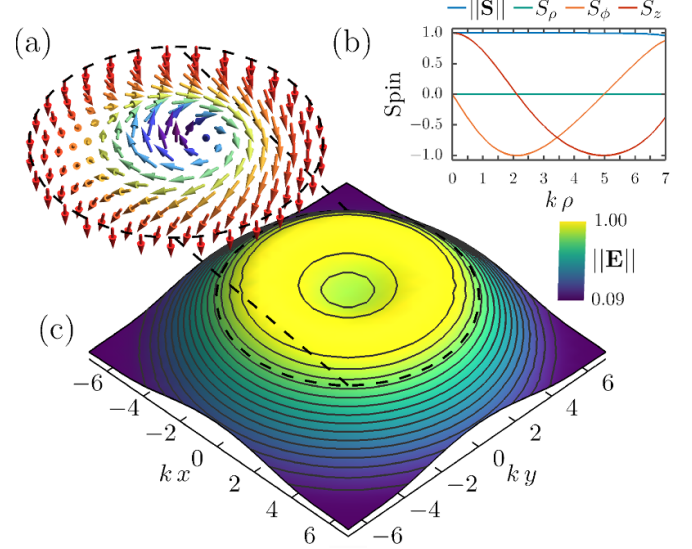 (a)
(b)
||S|| S_ρ S_ϕ S_z
Spin
1.0
0.5
0.0
−0.5
−1.0
0 1 2 3 4 5 6 7
k ρ
1.00
||E||
0.09
(c)
−6 −4 −2 0 2 4 6
k x
−6 −4 −2 0 2 4 6
k y